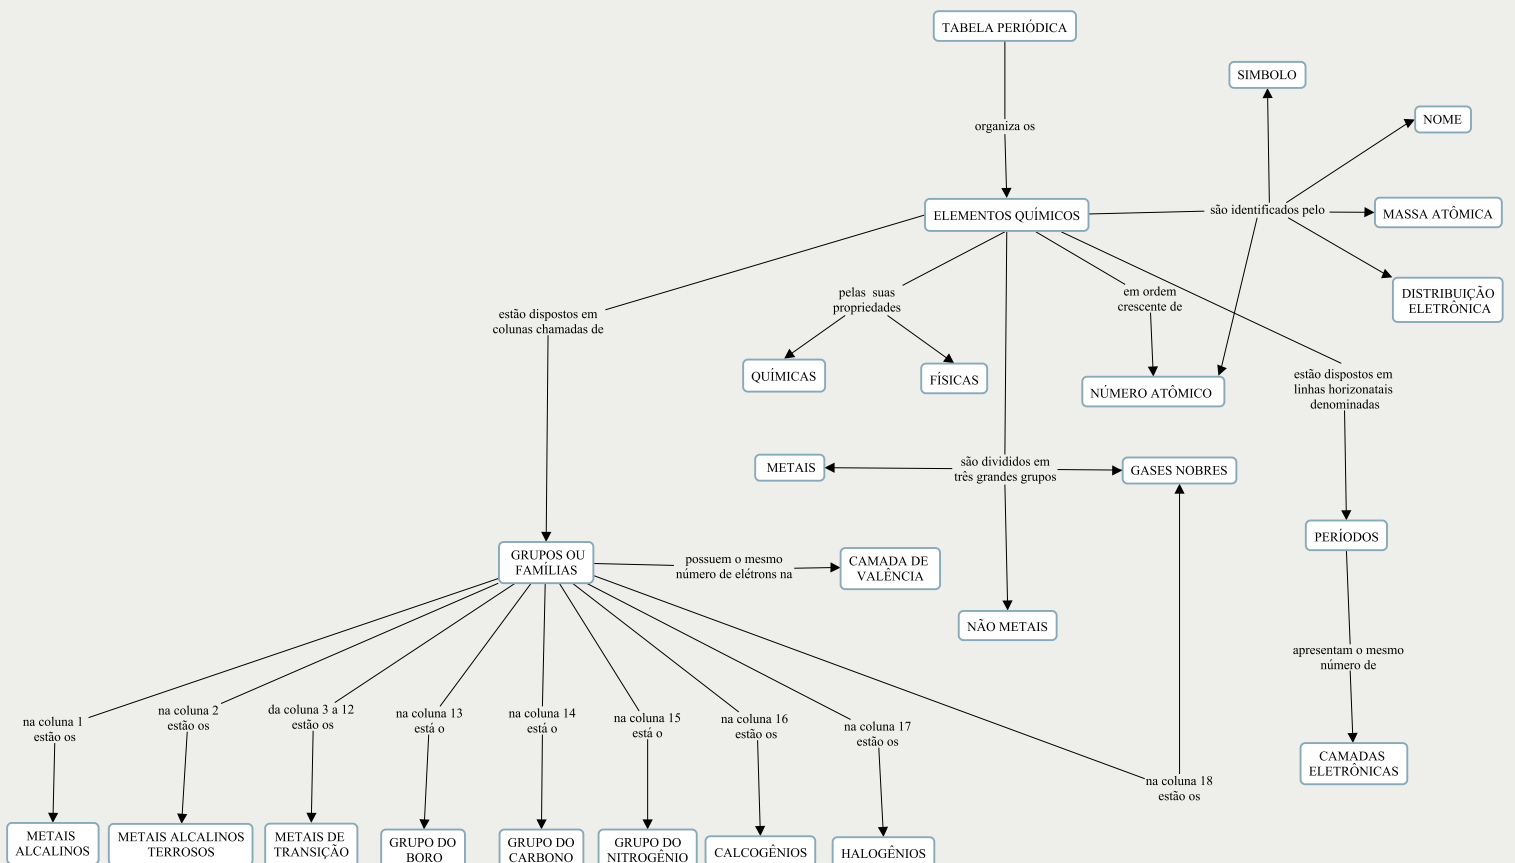 TABELA PERIÓDICA
SIMBOLO
NOME
organiza os
ELEMENTOS QUÍMICOS
são identificados pelo
MASSA ATÔMICA
DISTRIBUIÇÃO
ELETRÔNICA
estão dispostos em
colunas chamadas de
pelas suas
propriedades
em ordem
crescente de
QUÍMICAS
FÍSICAS
NÚMERO ATÔMICO
estão dispostos em
linhas horizonatais
denominadas
METAIS
são divididos em
três grandes grupos
GASES NOBRES
PERÍODOS
GRUPOS OU
FAMÍLIAS
possuem o mesmo
número de elétrons na
CAMADA DE
VALÊNCIA
NÃO METAIS
apresentam o mesmo
número de
CAMADAS
ELETRÔNICAS
na coluna 1
estão os
na coluna 2
estão os
da coluna 3 a 12
estão os
na coluna 13
está o
na coluna 14
está o
na coluna 15
está o
na coluna 16
estão os
na coluna 17
estão os
na coluna 18
estão os
METAIS
ALCALINOS
METAIS ALCALINOS
TERROSOS
METAIS DE
TRANSIÇÃO
GRUPO DO
BORO
GRUPO DO
CARBONO
GRUPO DO
NITROGÊNIO
CALCOGÊNIOS
HALOGÊNIOS